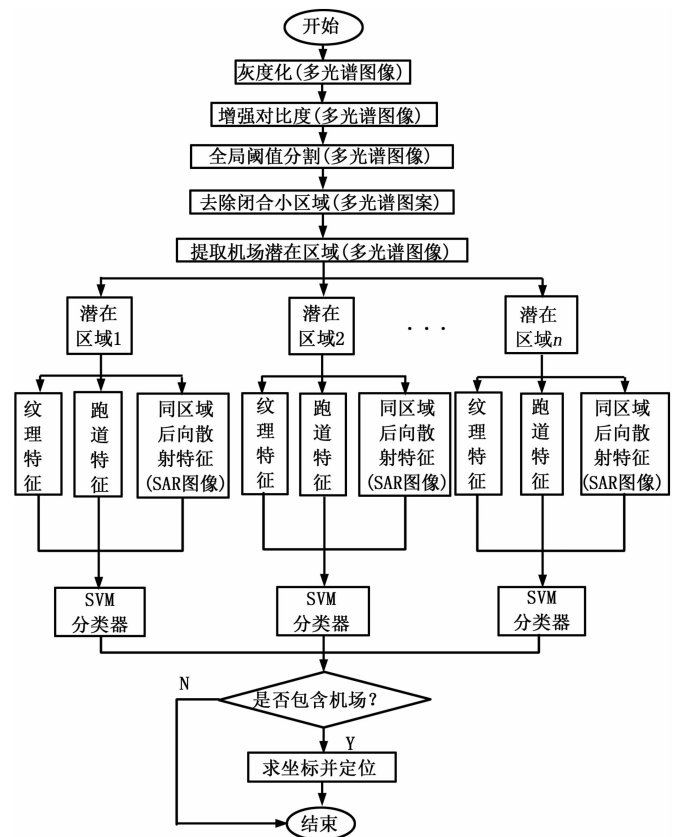 开始
灰度化(多光谱图像)
增强对比度(多光谱图像)
全局阈值分割(多光谱图像)
去除闭合小区域(多光谱图案)
提取机场潜在区域(多光谱图像)
潜在
区域1
潜在
区域2
...
潜在
区域n
纹
理
特
征
跑
道
特
征
同区域
后向散
射特征
(SAR图像)
纹
理
特
征
跑
道
特
征
同区域
后向散
射特征
(SAR图像)
纹
理
特
征
跑
道
特
征
同区域
后向散
射特征
(SAR图像)
SVM
分类器
SVM
分类器
SVM
分类器
N
是否包含机场?
Y
求坐标并定位
结束